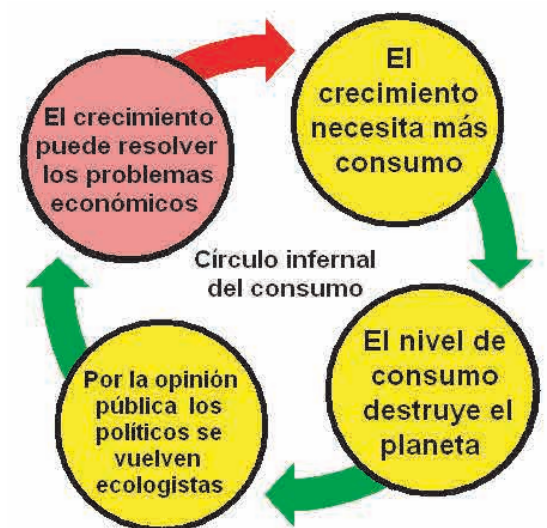 El crecimiento
puede resolver
los problemas
económicos
El
crecimiento
necesita más
consumo
Círculo infernal
del consumo
El nivel de
consumo
destruye el
planeta
Por la opinión
pública los
políticos se
vuelven
ecologistas